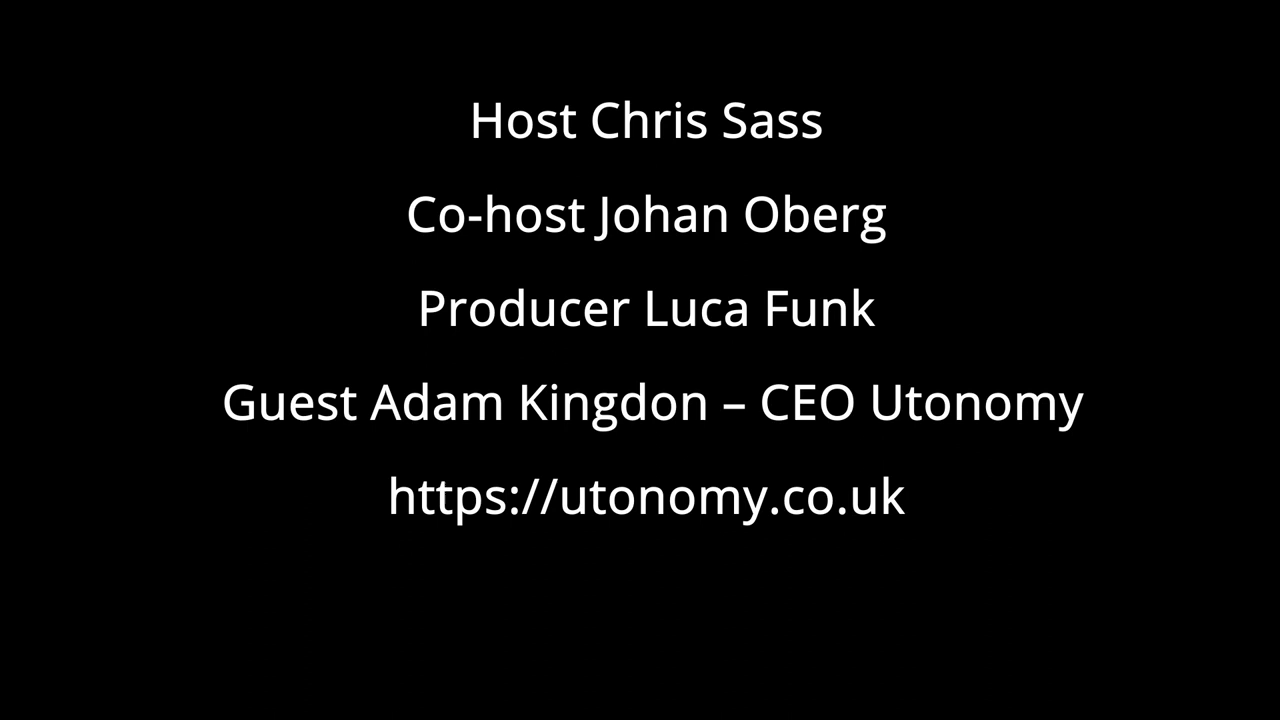 Host Chris Sass
Co-host Johan Oberg
Producer Luca Funk
Guest Adam Kingdon – CEO Utonomy
https://utonomy.co.uk